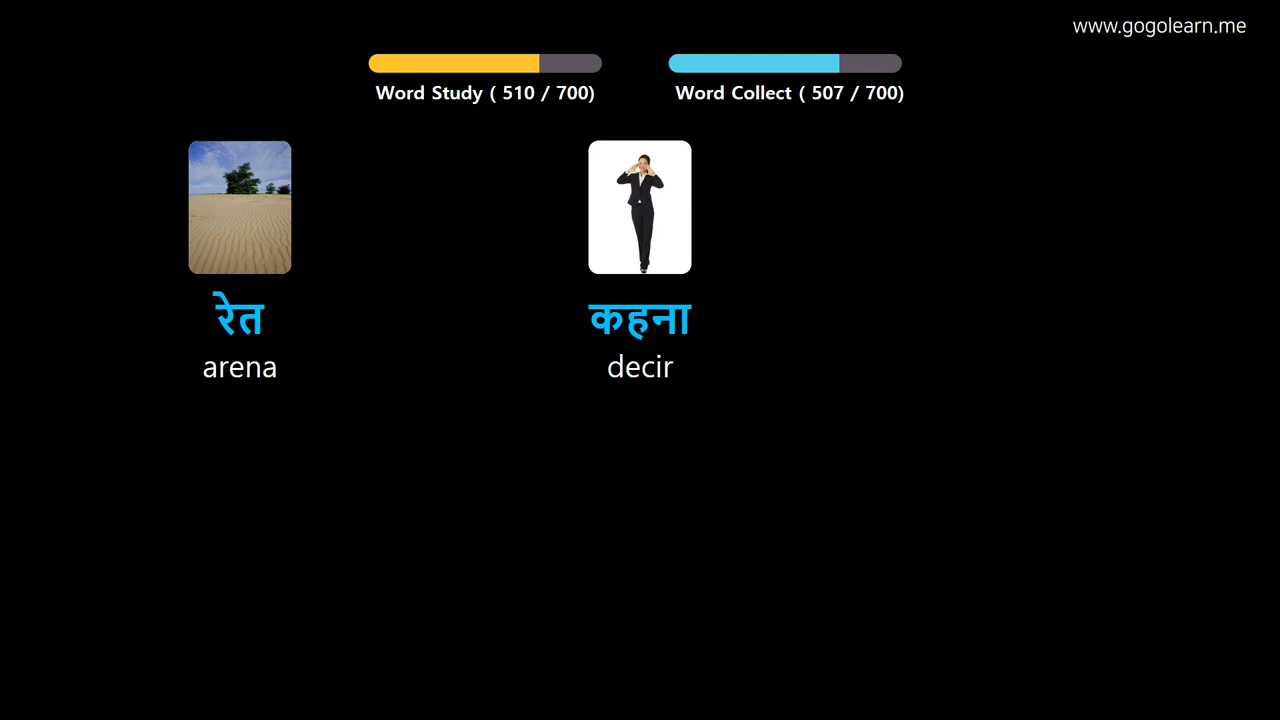 www.gogolearn.me
Word Study ( 510 / 700)
Word Collect ( 507 / 700)
रेत
arena
कहना
decir